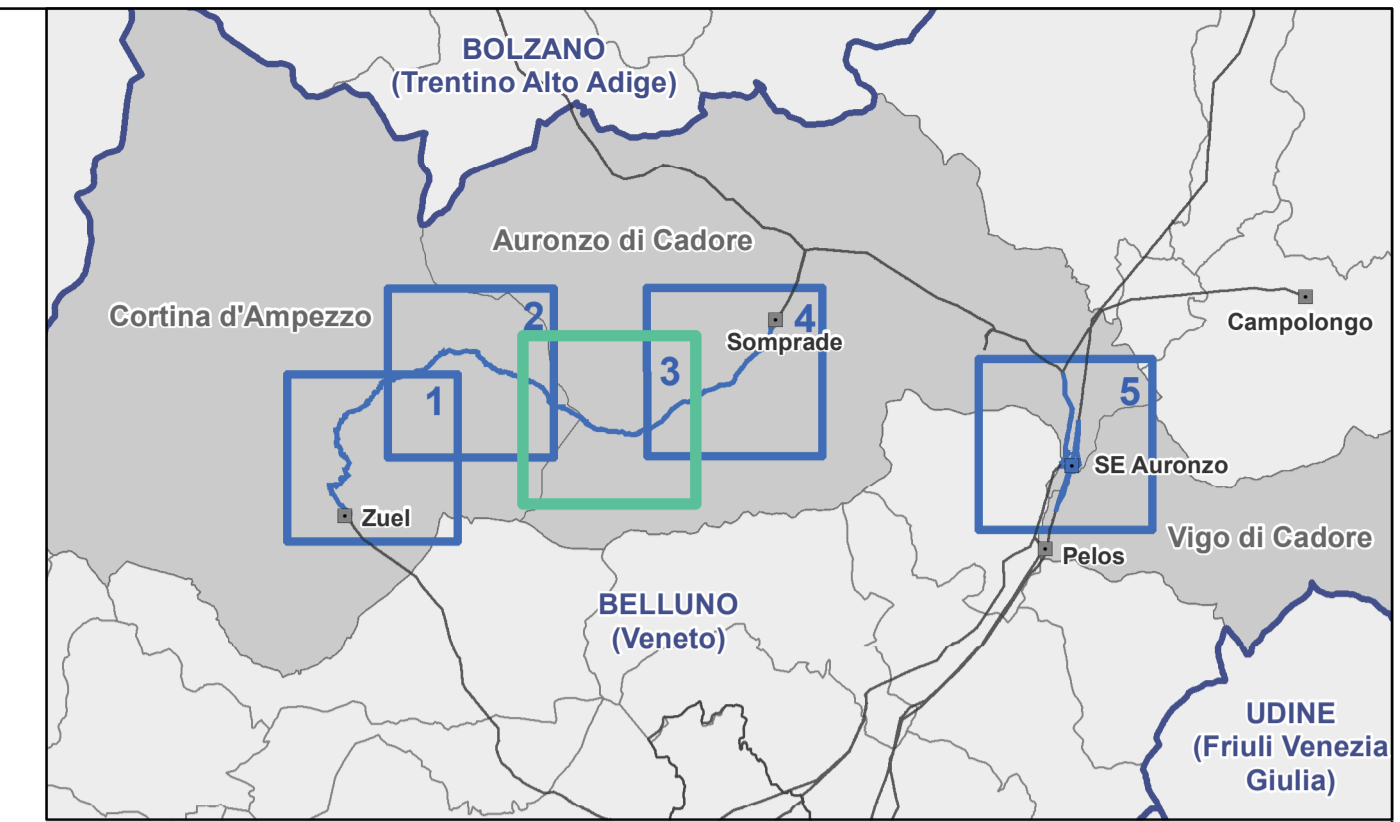 BOLZANO
(Trentino Alto Adige)
Auronzo di Cadore
Cortina d'Ampezzo
2
4
Somprade
Campolongo
3
1
5
SE Auronzo
Zuel
Vigo di Cadore
Pelos
BELLUNO
(Veneto)
UDINE
(Friuli Venezia
Giulia)